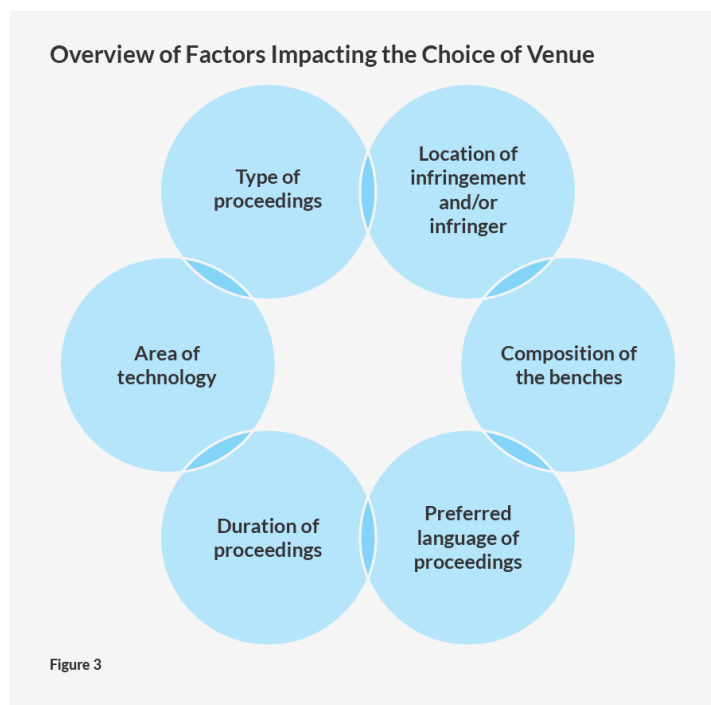 Overview of Factors Impacting the Choice of Venue
Type of
proceedings
Location of
infringement
and/or
infringer
Area of
technology
Composition of
the benches
Duration of
proceedings
Preferred
language of
proceedings
Figure 3